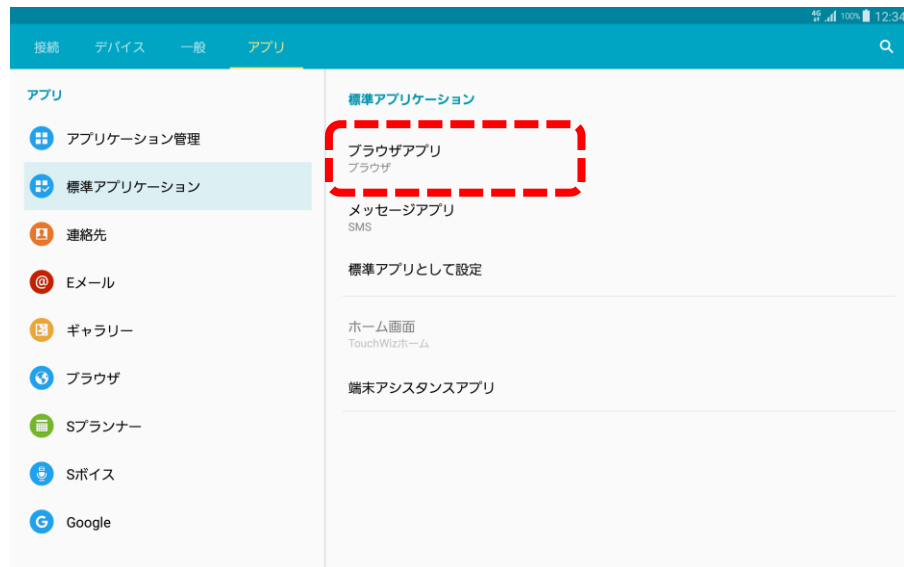 4G 100% 12:34
接続 デバイス 一般 アプリ
アプリ
アプリケーション管理
標準アプリケーション
連絡先
Eメール
ギャラリー
ブラウザ
Sプランナー
Sボイス
Google
標準アプリケーション
ブラウザアプリ
ブラウザ
メッセージアプリ
SMS
標準アプリとして設定
ホーム画面
TouchWizホーム
端末アシスタンスアプリ